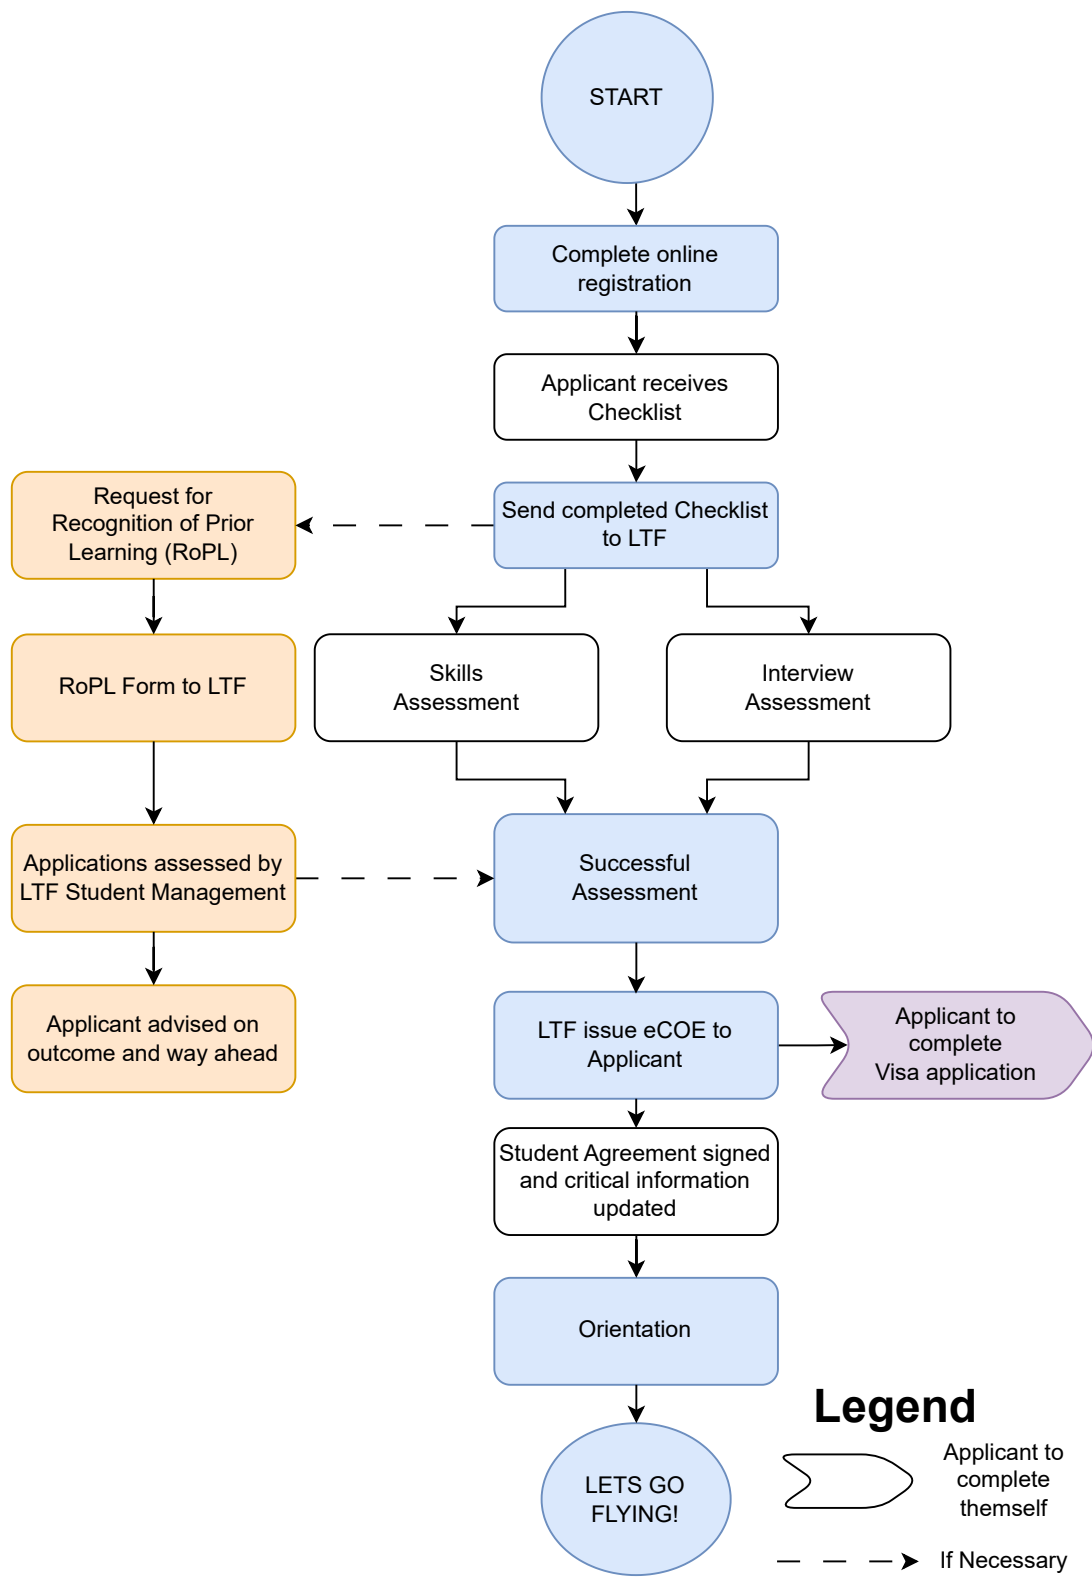 START
Complete online
registration
Applicant receives
Checklist
Send completed Checklist
to LTF
Request for
Recognition of Prior
Learning (RoPL)
RoPL Form to LTF
Skills
Assessment
Interview
Assessment
Applications assessed by
LTF Student Management
Successful
Assessment
Applicant advised on
outcome and way ahead
LTF issue eCOE to
Applicant
Applicant to
complete
Visa application
Student Agreement signed
and critical information
updated
Orientation
LETS GO
FLYING!
Legend
Applicant to
complete
themself
If Necessary